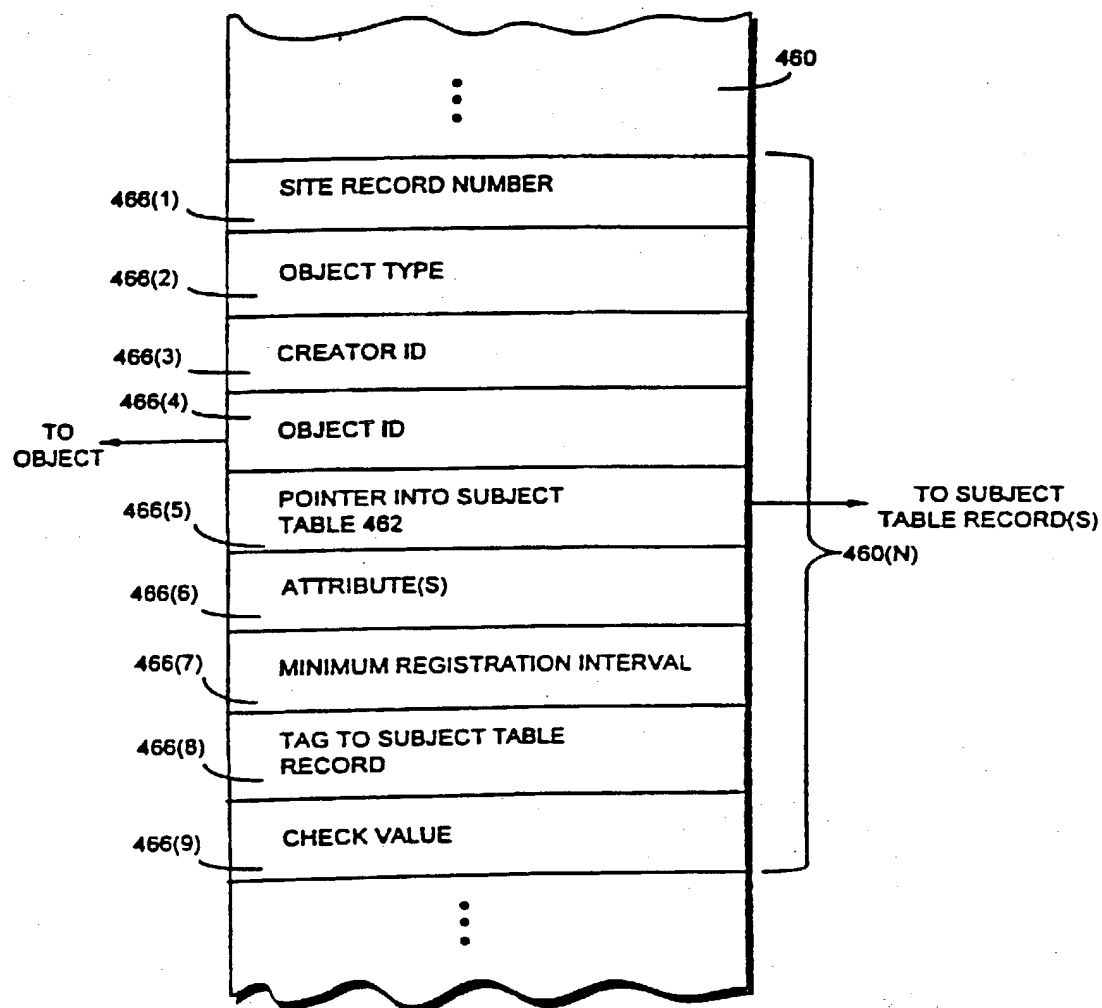 460
SITE RECORD NUMBER
466(1)
OBJECT TYPE
466(2)
CREATOR ID
466(3)
466(4)
OBJECT ID
TO
OBJECT
POINTER INTO SUBJECT
TABLE 462
466(5)
TO SUBJECT
TABLE RECORD(S)
460(N)
ATTRIBUTE(S)
466(6)
MINIMUM REGISTRATION INTERVAL
466(7)
TAG TO SUBJECT TABLE
RECORD
466(8)
CHECK VALUE
466(9)